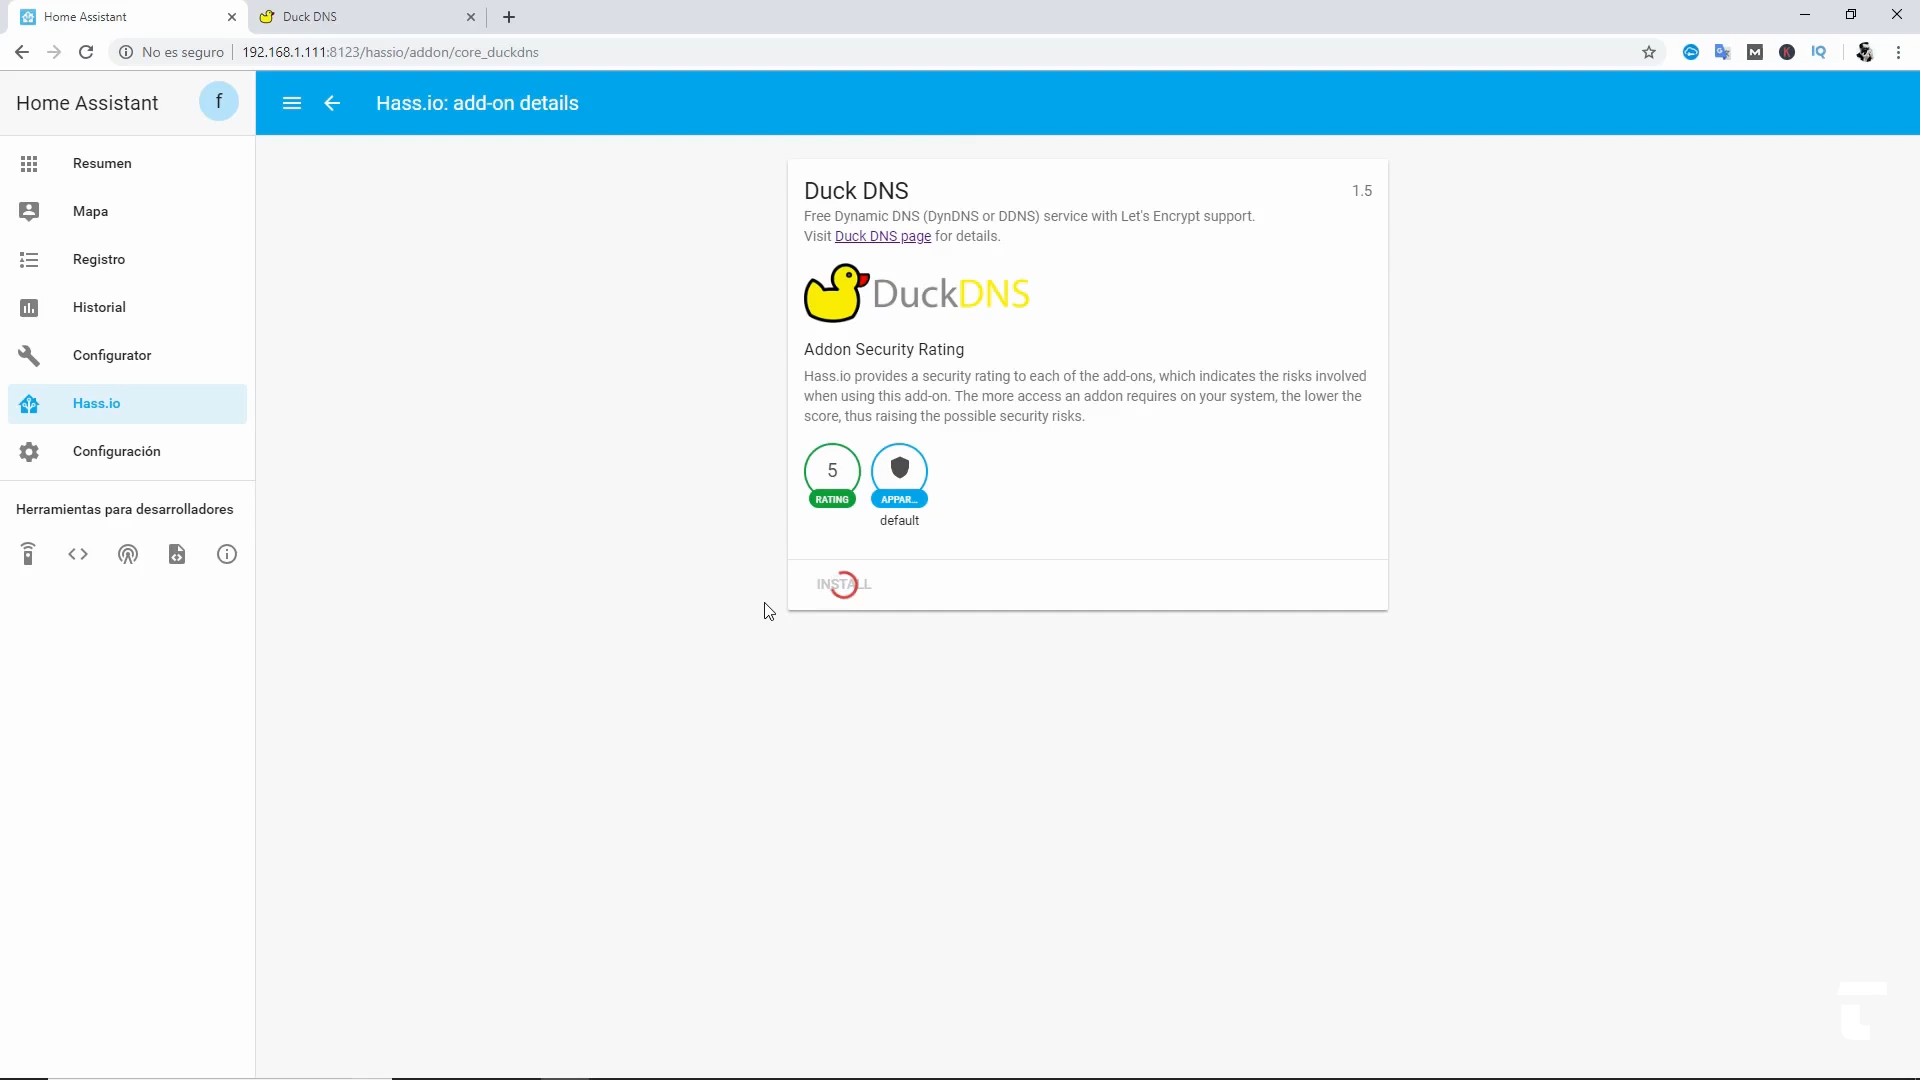 Home Assistant
Duck DNS
No es seguro
192.168.1.111:8123/hassio/addon/core_duckdns
Home Assistant
f
Hass.io: add-on details
Resumen
Mapa
Registro
Historial
Configurator
Hass.io
Configuración
Herramientas para desarrolladores
Duck DNS
1.5
Free Dynamic DNS (DynDNS or DDNS) service with Let's Encrypt support.
Visit Duck DNS page for details.
DuckDNS
Addon Security Rating
Hass.io provides a security rating to each of the add-ons, which indicates the risks involved
when using this add-on. The more access an addon requires on your system, the lower the
score, thus raising the possible security risks.
5
RATING
APPAR...
default
INSTALL
M
K
IQ